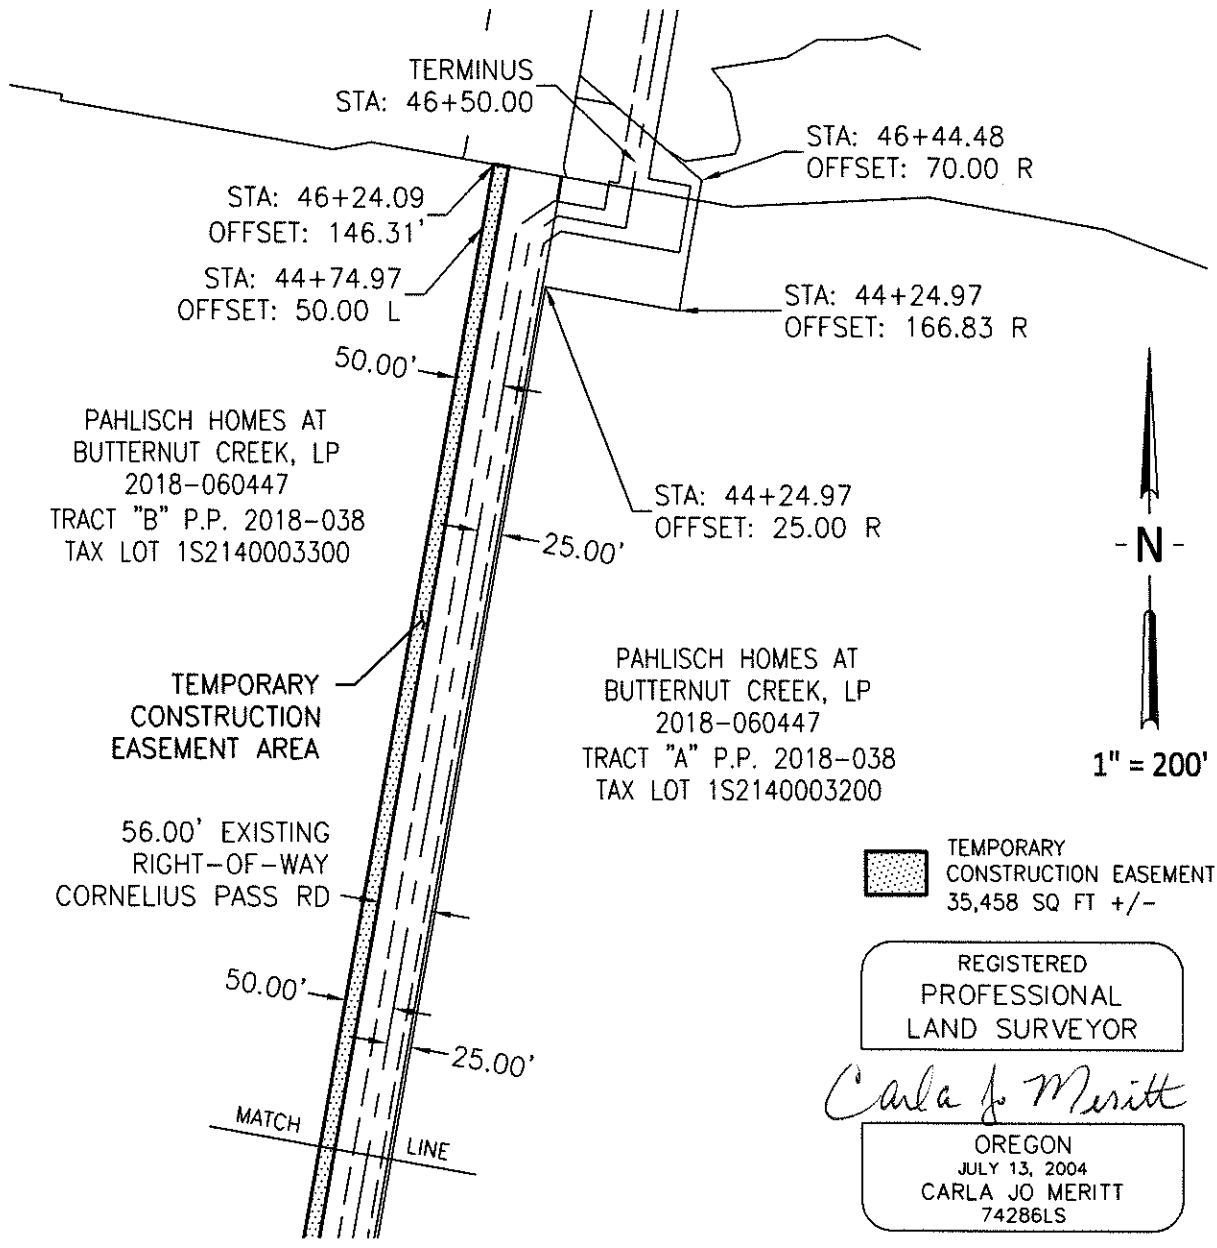 TERMINUS
STA: 46+50.00
STA: 46+44.48
OFFSET: 70.00 R
STA: 46+24.09
OFFSET: 146.31'
STA: 44+74.97
OFFSET: 50.00 L
STA: 44+24.97
OFFSET: 166.83 R
50.00'
PAHLISCH HOMES AT
BUTTERNUT CREEK, LP
2018-060447
TRACT "B" P.P. 2018-038
TAX LOT 1S2140003300
STA: 44+24.97
OFFSET: 25.00 R
25.00'
-N-
1" = 200'
TEMPORARY
CONSTRUCTION
EASEMENT AREA
PAHLISCH HOMES AT
BUTTERNUT CREEK, LP
2018-060447
TRACT "A" P.P. 2018-038
TAX LOT 1S2140003200
56.00' EXISTING
RIGHT-OF-WAY
CORNELIUS PASS RD
TEMPORARY
CONSTRUCTION EASEMENT
35,458 SQ FT +/-
50.00'
25.00'
MATCH LINE
REGISTERED
PROFESSIONAL
LAND SURVEYOR
Carla Jo Meritt
OREGON
JULY 13, 2004
CARLA JO MERITT
74286LS